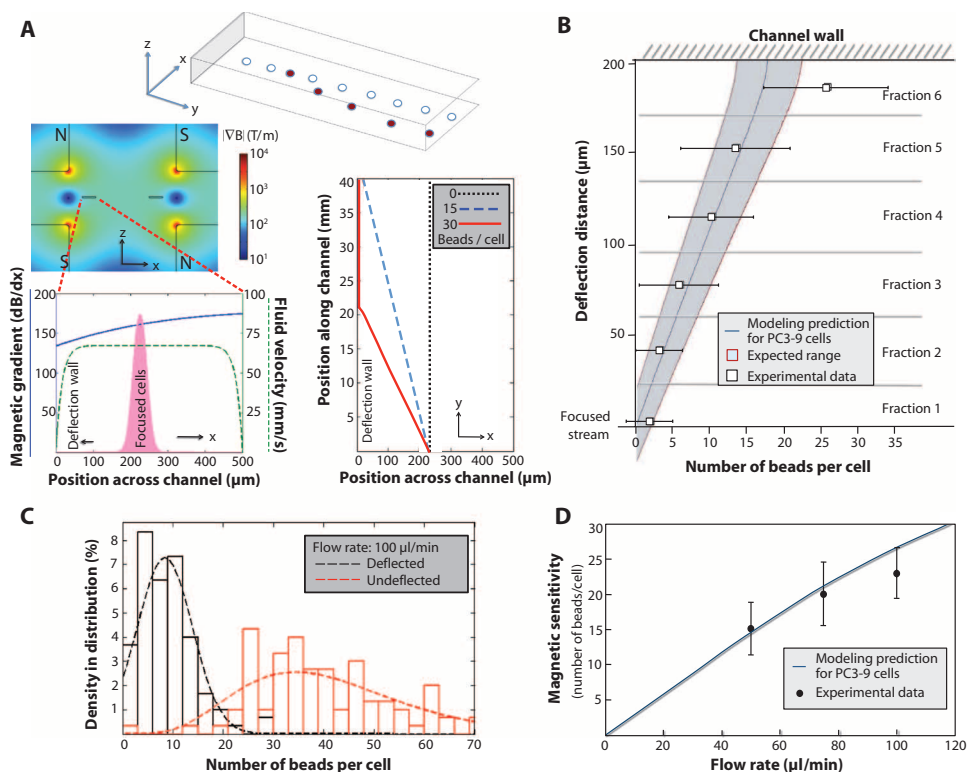 A
z
x
y
N
S
S
N
z
x
|∇B| (T/m)
10⁴
10³
10²
10¹
Magnetic gradient (dB/dx)
200
150
100
50
Deflection wall
Focused cells
x
100
75
50
25
Fluid velocity (mm/s)
0 100 200 300 400 500
Position across channel (µm)
Position along channel (mm)
40
35
30
25
20
15
10
5
0
0
15
30
Beads / cell
Deflection wall
y
x
0 100 200 300 400 500
Position across channel (µm)
B
Channel wall
Deflection distance (µm)
200
150
100
50
Focused
stream
Fraction 6
Fraction 5
Fraction 4
Fraction 3
Fraction 2
Fraction 1
Modeling prediction
for PC3-9 cells
Expected range
Experimental data
0 5 10 15 20 25 30 35
Number of beads per cell
C
Density in distribution (%)
8
7
6
5
4
3
2
1
Flow rate: 100 µl/min
Deflected
Undeflected
0 10 20 30 40 50 60 70
Number of beads per cell
D
Magnetic sensitivity
(number of beads/cell)
30
25
20
15
10
5
Modeling prediction
for PC3-9 cells
Experimental data
0 20 40 60 80 100 120
Flow rate (µl/min)